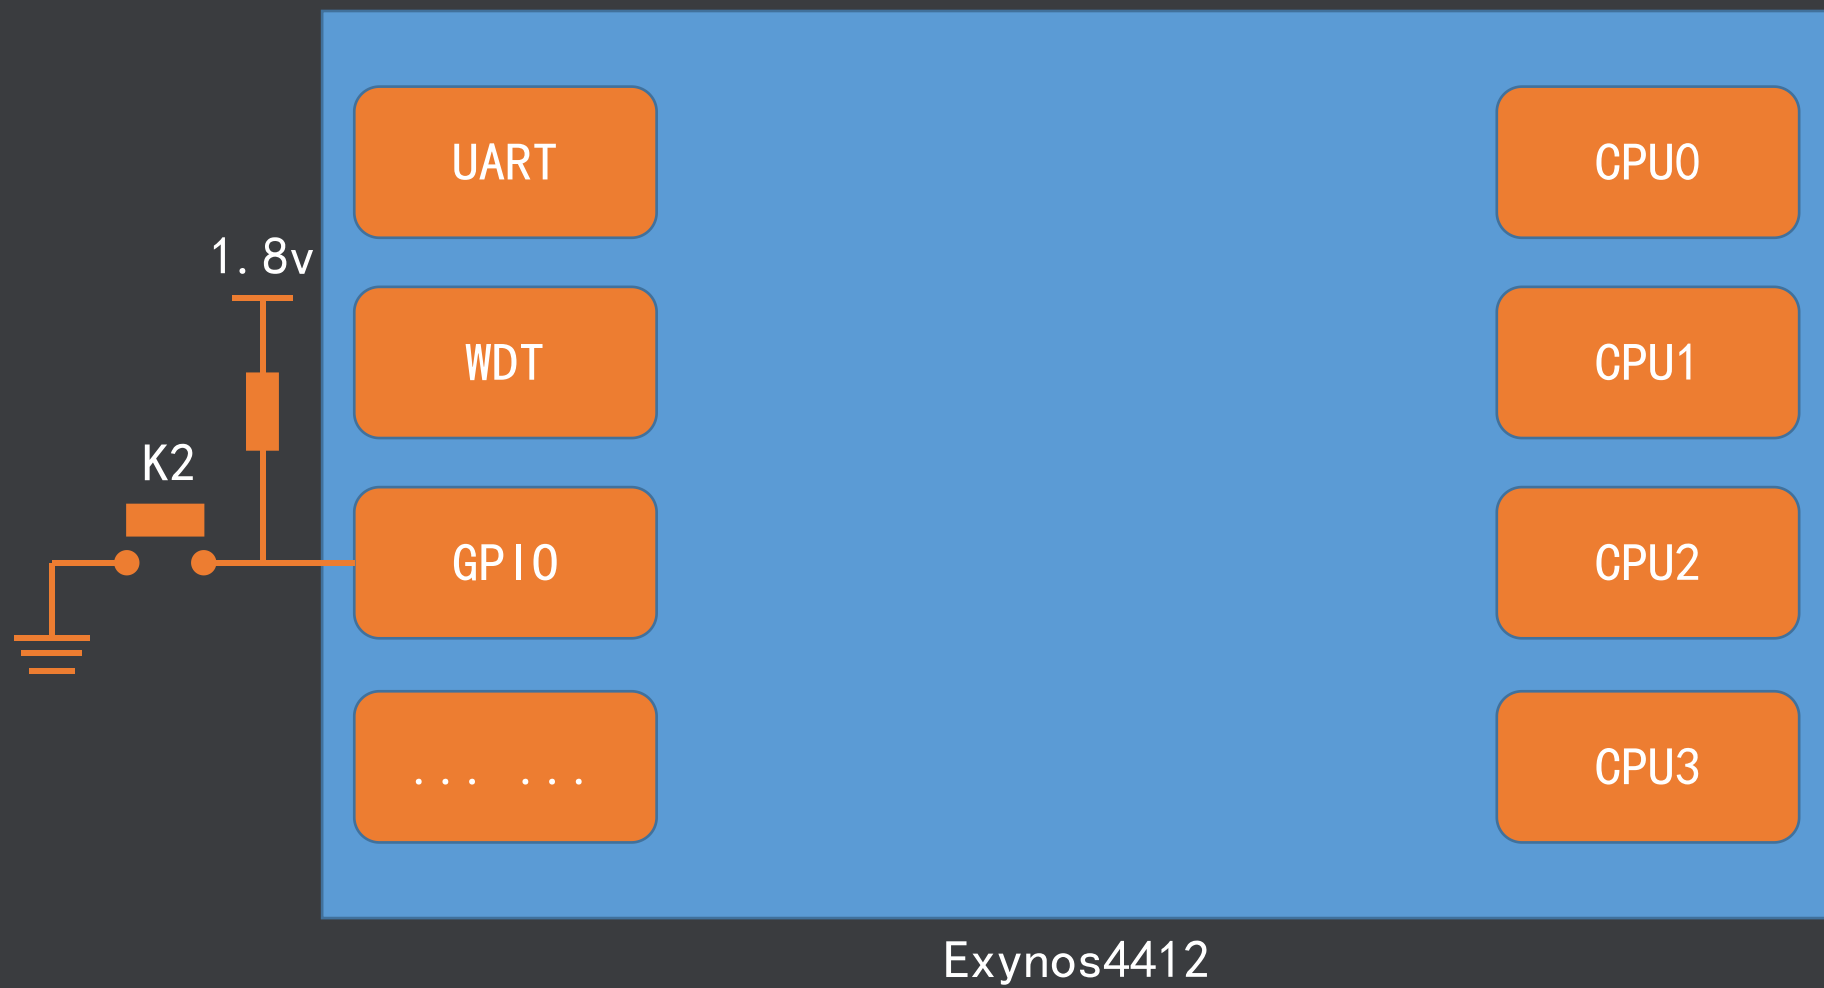 UART
CPU0
1.8v
WDT
CPU1
K2
GPIO
CPU2
... ...
CPU3
Exynos4412